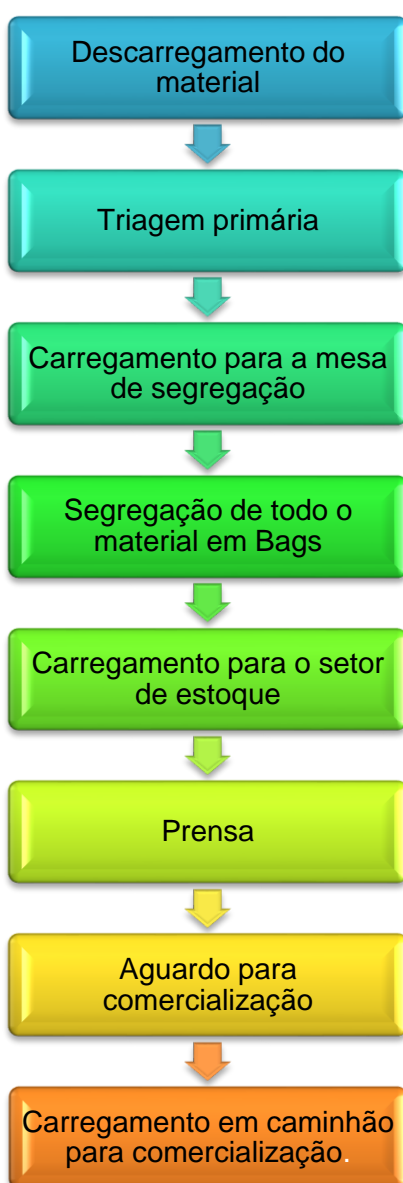 Descarregamento do
material
Triagem primária
Carregamento para a mesa
de segregação
Segregação de todo o
material em Bags
Carregamento para o setor
de estoque
Prensa
Aguardo para
comercialização
Carregamento em caminhão
para comercialização.